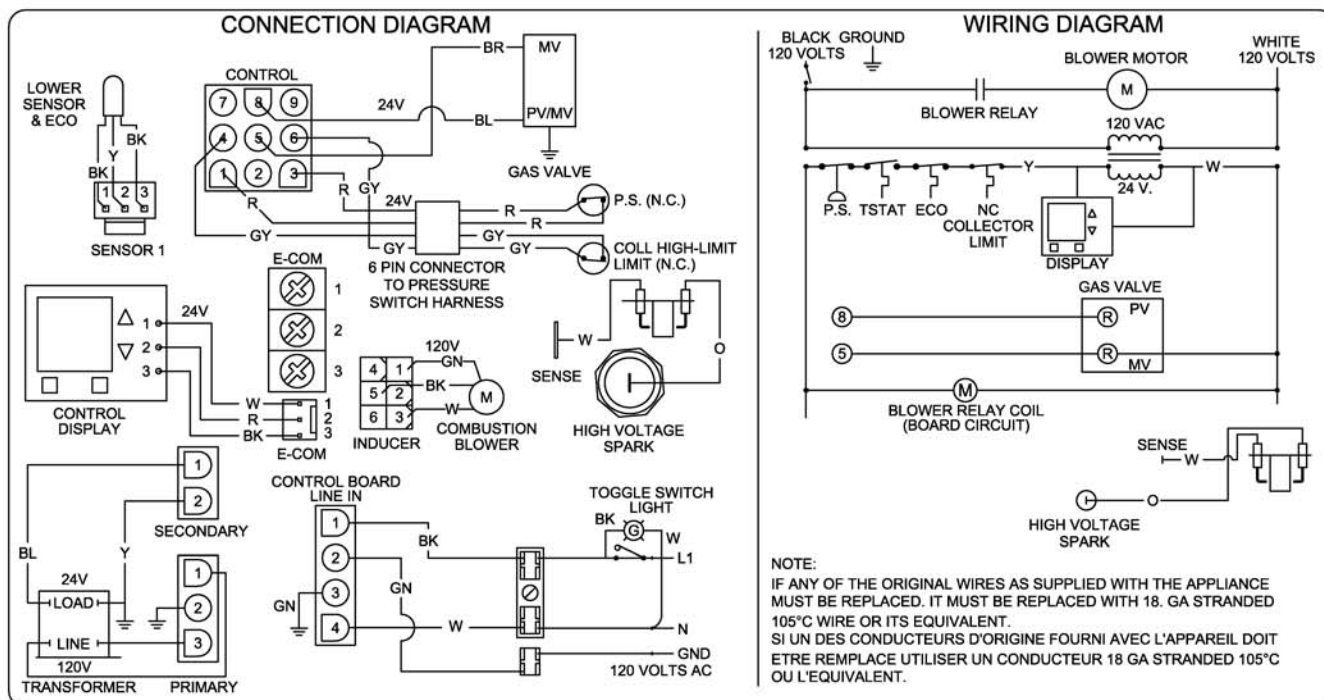 CONNECTION DIAGRAM
LOWER
SENSOR
& ECO
BK
Y
BK
1 2 3
SENSOR 1
CONTROL
7 8 9
4 5 6
1 2 3
24V
BR
BL
MV
PV/MV
GAS VALVE
R
GY
R
GY
24V
GY
R
R
GY
GY
P.S. (N.C.)
COLL HIGH-LIMIT
LIMIT (N.C.)
6 PIN CONNECTOR
TO PRESSURE
SWITCH HARNESS
E-COM
1
2
3
24V
1
2
3
CONTROL
DISPLAY
W
R
BK
1
2
3
E-COM
120V
4 1
5 2
6 3
GN
BK
W
M
INDUCER
COMBUSTION
BLOWER
W
SENSE
O
HIGH VOLTAGE
SPARK
1
2
SECONDARY
BL
Y
24V
LOAD
LINE
120V
TRANSFORMER
1
2
3
PRIMARY
CONTROL BOARD
LINE IN
1
2
3
4
GN
BK
GN
W
TOGGLE SWITCH
LIGHT
BK
G
W
L1
N
GND
120 VOLTS AC
WIRING DIAGRAM
BLACK GROUND
120 VOLTS
WHITE
120 VOLTS
BLOWER MOTOR
M
BLOWER RELAY
120 VAC
Y
W
24 V.
P.S. TSTAT ECO NC
COLLECTOR
LIMIT
DISPLAY
GAS VALVE
8
R PV
5
R
MV
M
BLOWER RELAY COIL
(BOARD CIRCUIT)
SENSE
W
O
HIGH VOLTAGE
SPARK
NOTE:
IF ANY OF THE ORIGINAL WIRES AS SUPPLIED WITH THE APPLIANCE
MUST BE REPLACED. IT MUST BE REPLACED WITH 18. GA STRANDED
105°C WIRE OR ITS EQUIVALENT.
SI UN DES CONDUCTEURS D'ORIGINE FOURNI AVEC L'APPAREIL DOIT
ETRE REMPLACE UTILISER UN CONDUCTEUR 18 GA STRANDED 105°C
OU L'EQUIVALENT.